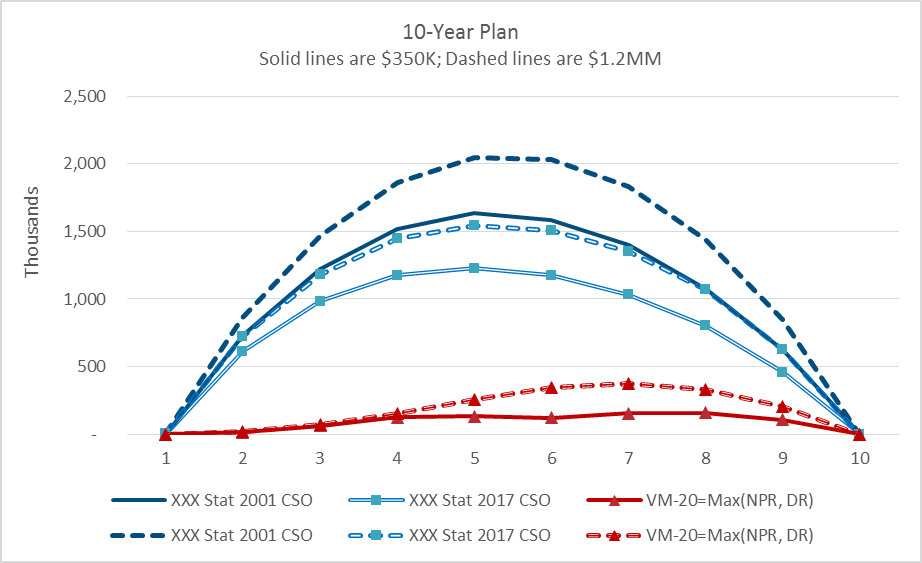 10-Year Plan
Solid lines are $350K; Dashed lines are $1.2MM
Thousands
2,500
2,000
1,500
1,000
500
-
1 2 3 4 5 6 7 8 9 10
XXX Stat 2001 CSO XXX Stat 2017 CSO VM-20=Max(NPR, DR)
XXX Stat 2001 CSO XXX Stat 2017 CSO VM-20=Max(NPR, DR)